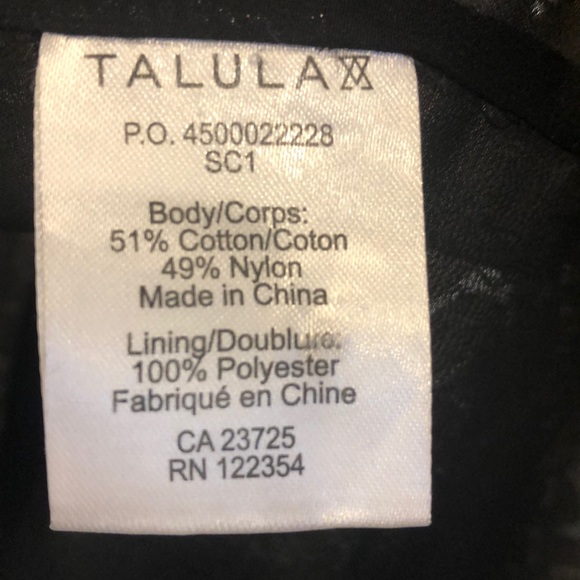 TALULA
P.O. 4500022228
SC1
Body/Corps:
51% Cotton/Coton
49% Nylon
Made in China
Lining/Doublure:
100% Polyester
Fabriqué en Chine
CA 23725
RN 122354